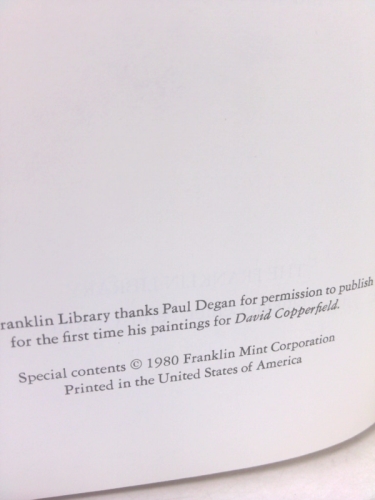 ranklin Library thanks Paul Degan for permission to publish
for the first time his paintings for David Copperfield.
Special contents © 1980 Franklin Mint Corporation
Printed in the United States of America